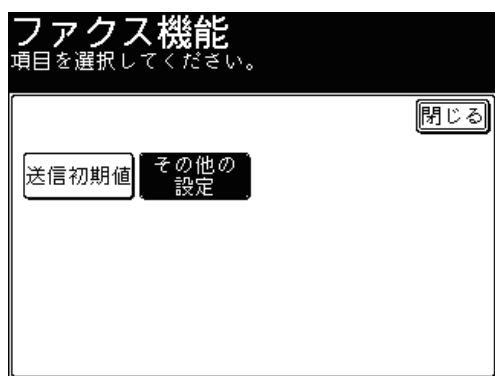 ファクス機能
項目を選択してください。
閉じる
送信初期値
その他の
設定